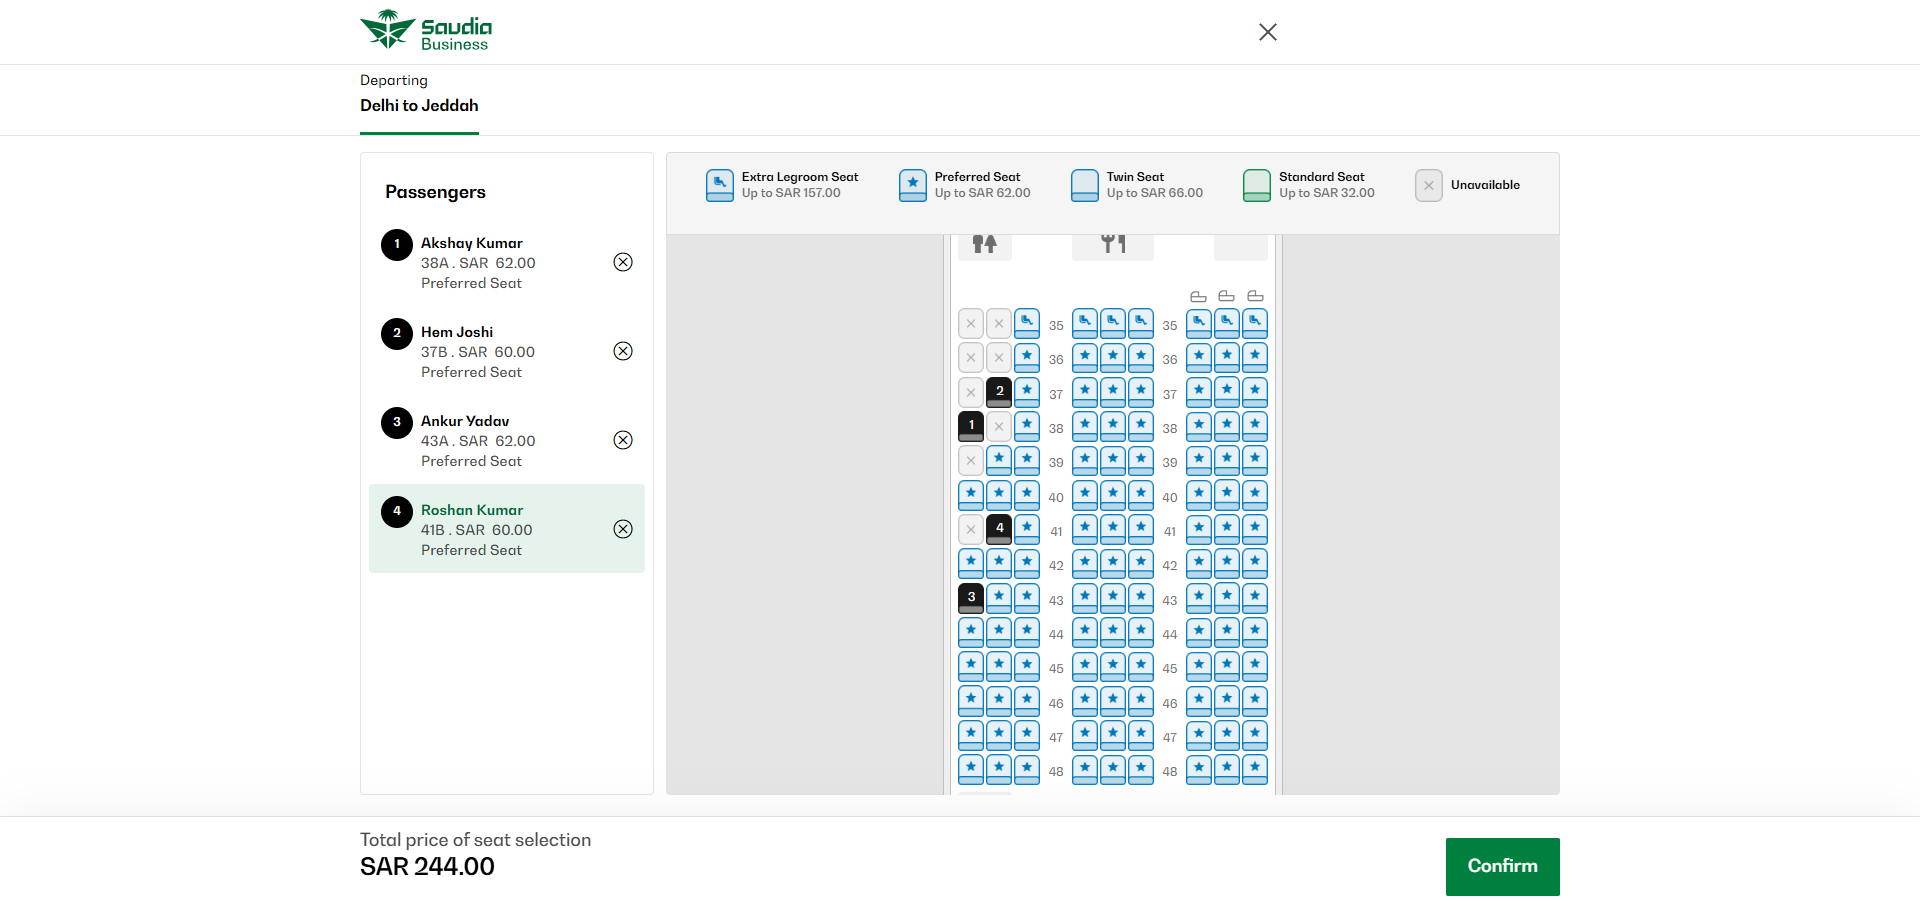 Saudia
Business
Departing
Delhi to Jeddah
Passengers
1
Akshay Kumar
38A . SAR 62.00
Preferred Seat
2
Hem Joshi
37B . SAR 60.00
Preferred Seat
3
Ankur Yadav
43A . SAR 62.00
Preferred Seat
4
Roshan Kumar
41B . SAR 60.00
Preferred Seat
Extra Legroom Seat
Up to SAR 157.00
Preferred Seat
Up to SAR 62.00
Twin Seat
Up to SAR 66.00
Standard Seat
Up to SAR 32.00
Unavailable
35 35
36 36
2 37 37
1 38 38
39 39
40 40
4 41 41
42 42
3 43 43
44 44
45 45
46 46
47 47
48 48
Total price of seat selection
SAR 244.00
Confirm